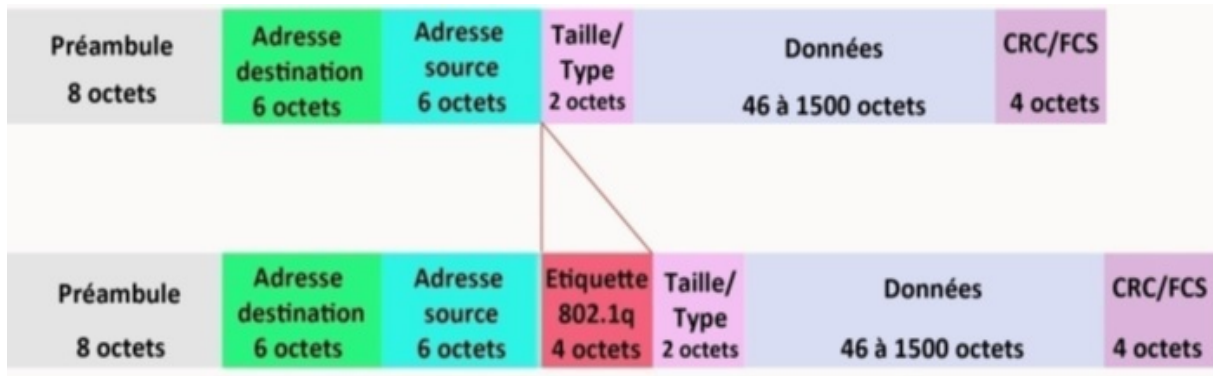 Préambule
8 octets
Adresse
destination
6 octets
Adresse
source
6 octets
Taille/
Type
2 octets
Données
46 à 1500 octets
CRC/FCS
4 octets
Préambule
8 octets
Adresse
destination
6 octets
Adresse
source
6 octets
Etiquette
802.1q
4 octets
Taille/
Type
2 octets
Données
46 à 1500 octets
CRC/FCS
4 octets